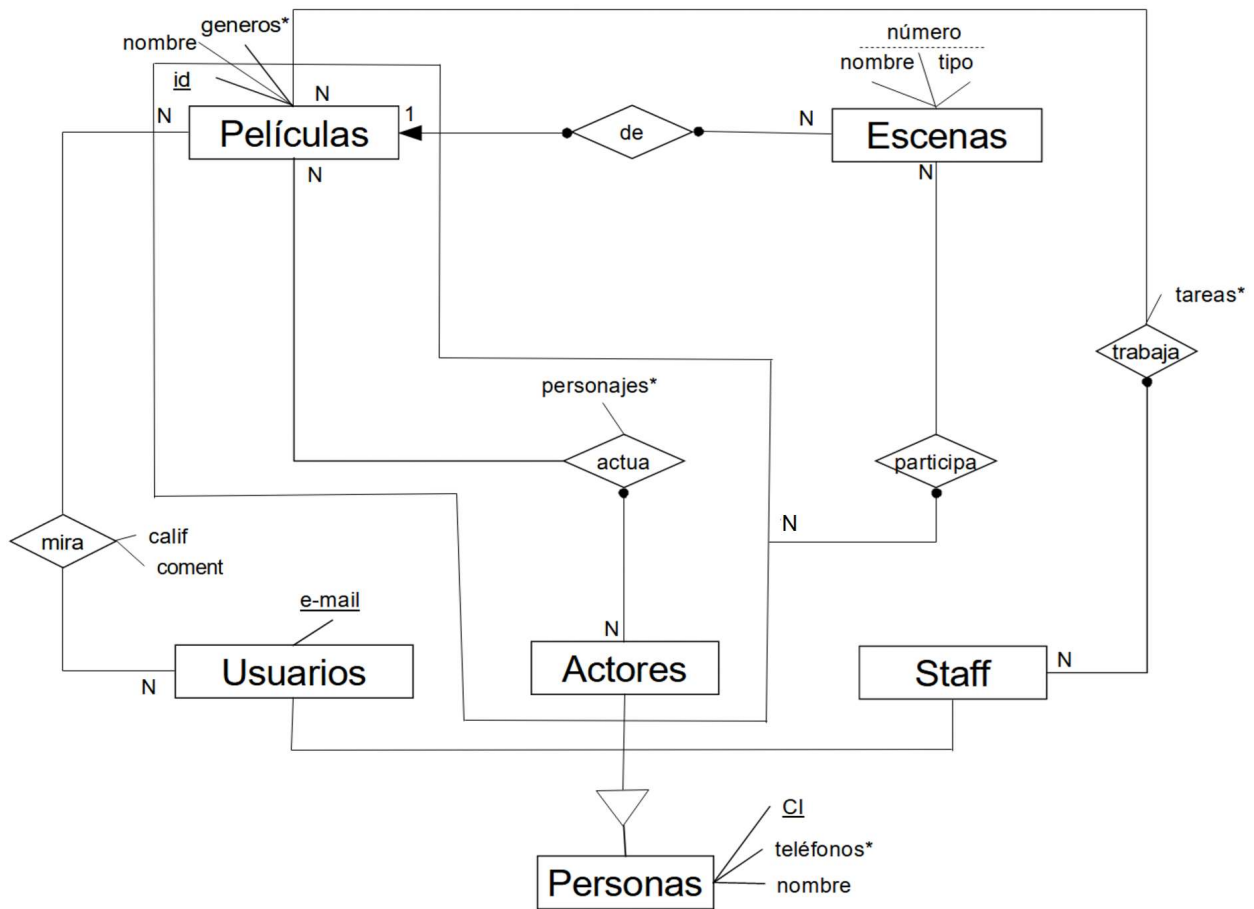 generos*
nombre
id
N
N
Películas
1
N
de
N
número
nombre
tipo
Escenas
N
tareas*
trabaja
personajes*
actua
participa
N
mira
calif
coment
e-mail
N
Usuarios
N
Actores
Staff
N
CI
teléfonos*
nombre
Personas